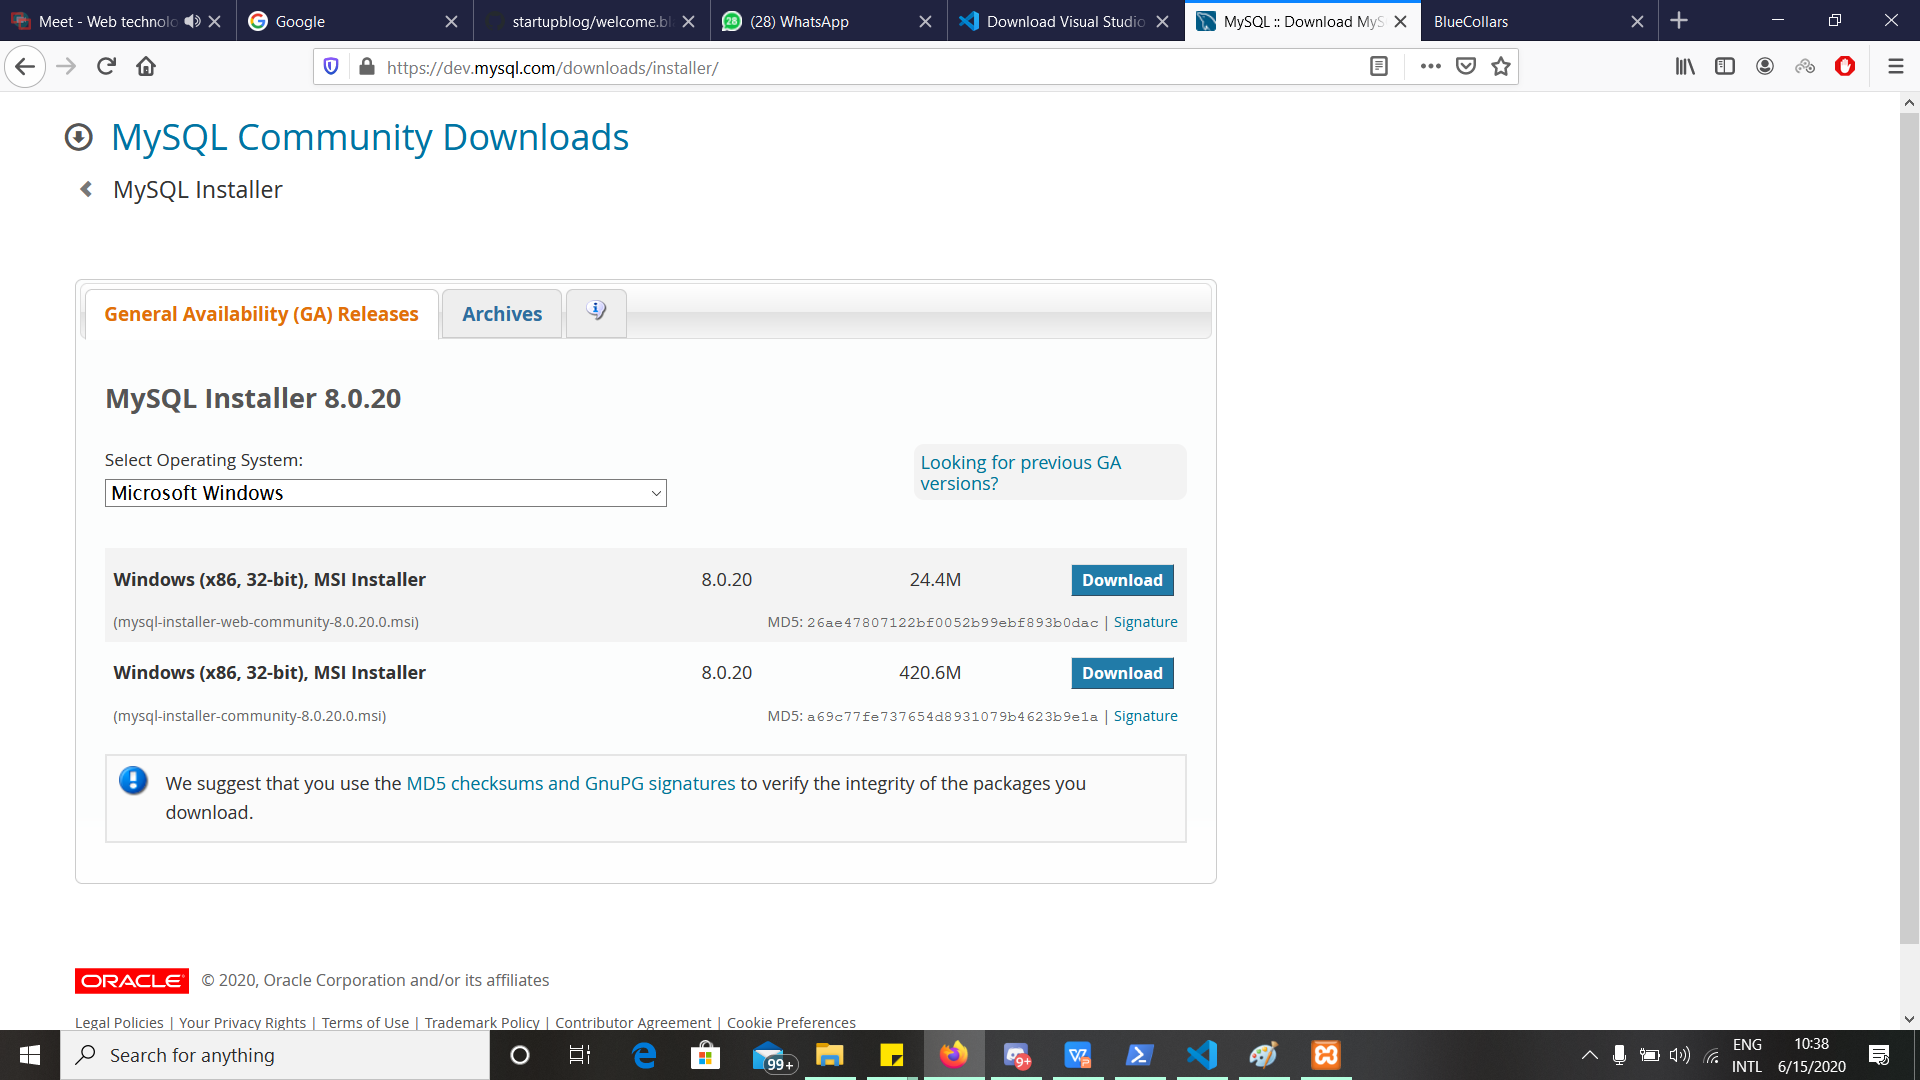 Meet - Web technolo
Google
startupblog/welcome.bl
(28) WhatsApp
Download Visual Studio
MySQL :: Download MyS
BlueCollars
https://dev.mysql.com/downloads/installer/
MySQL Community Downloads
MySQL Installer
General Availability (GA) Releases
Archives
MySQL Installer 8.0.20
Select Operating System:
Microsoft Windows
Looking for previous GA
versions?
Windows (x86, 32-bit), MSI Installer 8.0.20 24.4M Download
(mysql-installer-web-community-8.0.20.0.msi) MD5: 26ae47807122bf0052b99ebf893b0dac | Signature
Windows (x86, 32-bit), MSI Installer 8.0.20 420.6M Download
(mysql-installer-community-8.0.20.0.msi) MD5: a69c77fe737654d8931079b4623b9e1a | Signature
We suggest that you use the MD5 checksums and GnuPG signatures to verify the integrity of the packages you
download.
ORACLE © 2020, Oracle Corporation and/or its affiliates
Legal Policies | Your Privacy Rights | Terms of Use | Trademark Policy | Contributor Agreement | Cookie Preferences
Search for anything
99+
9+
ENG
INTL
10:38
6/15/2020